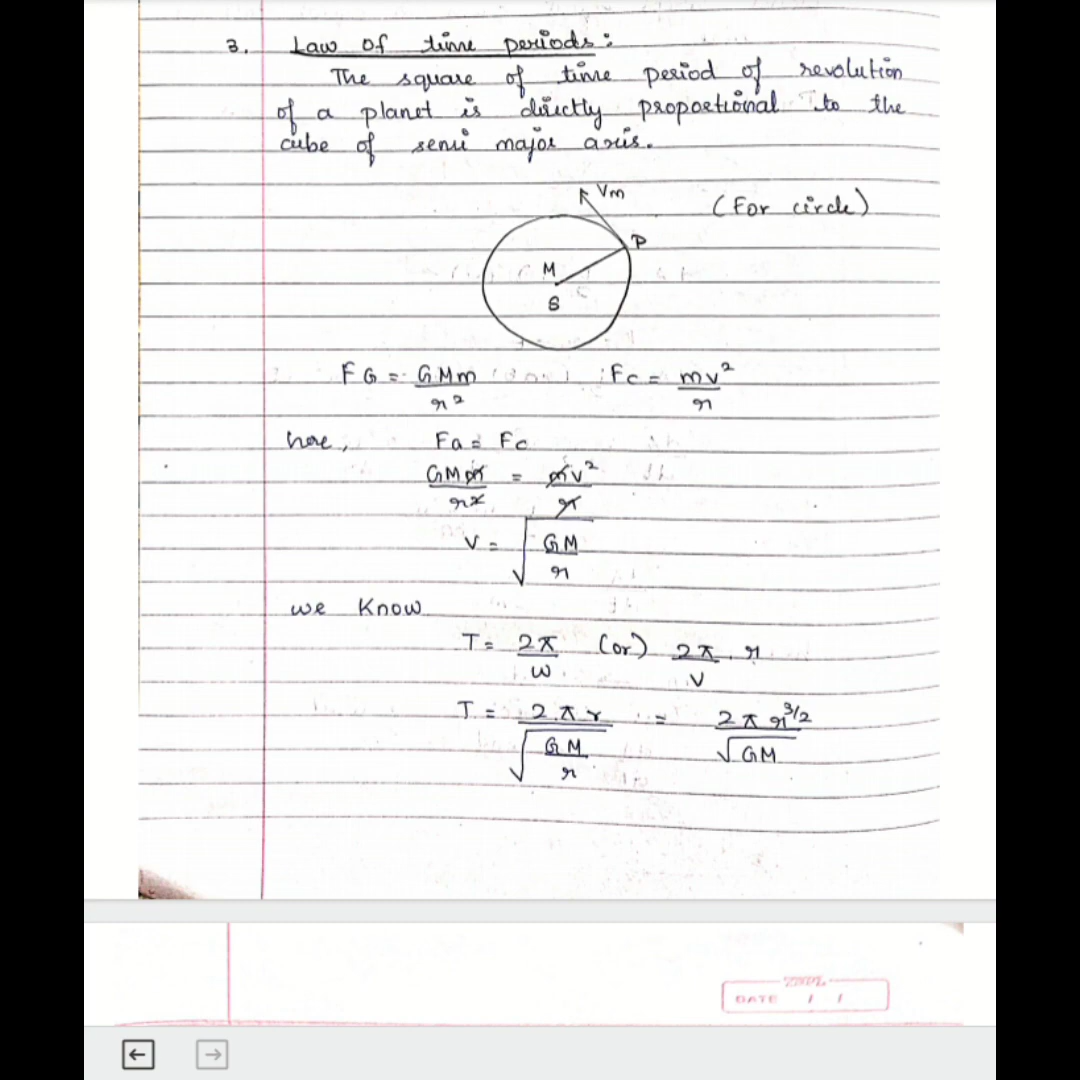 3. Law of time periods:
The square of time period of revolution
of a planet is directly proportional to the
cube of semi major axis.
Vm
(For circle)
P
M
S
FG = GMm/r² Fc = mv²/r
here, FG = Fc
GMm/r² = mv²/r
V = √(GM/r)
we Know
T = 2π/ω (or) 2π/V . r
T = 2πr/√(GM/r) = 2πr^3/2/√GM
DATE / /